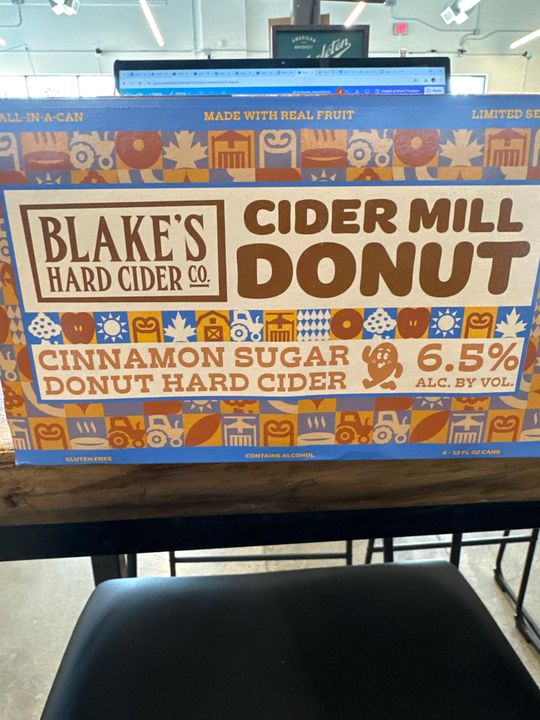 AMERICAN
WHISKEY
ALL-IN-A-CAN
MADE WITH REAL FRUIT
LIMITED SE
BLAKE'S
HARD CIDER CO.
CIDER MILL
DONUT
CINNAMON SUGAR
DONUT HARD CIDER
6.5%
ALC. BY VOL.
GLUTEN FREE
CONTAINS ALCOHOL
6 - 12 FL OZ CANS